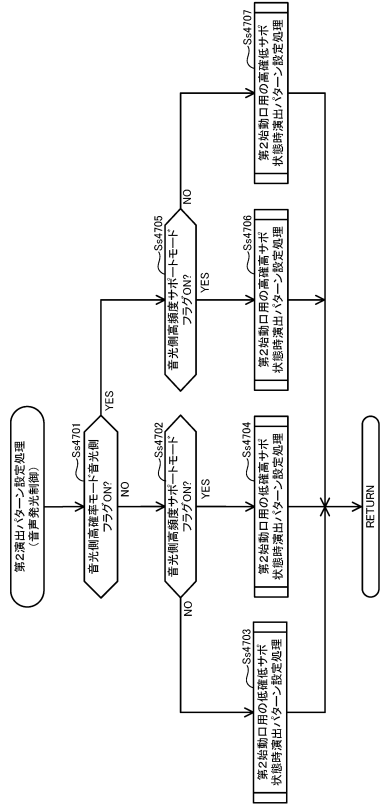 第2演出パターン設定処理
(音声発光制御)
Ss4701
音光側高確率モード音光側
フラグON?
YES
NO
Ss4702
音光側高頻度サポートモード
フラグON?
NO
YES
Ss4705
音光側高頻度サポートモード
フラグON?
NO
YES
Ss4703
第2始動口用の低確低サポ
状態時演出パターン設定処理
Ss4704
第2始動口用の低確高サポ
状態時演出パターン設定処理
Ss4706
第2始動口用の高確高サポ
状態時演出パターン設定処理
Ss4707
第2始動口用の高確低サポ
状態時演出パターン設定処理
RETURN